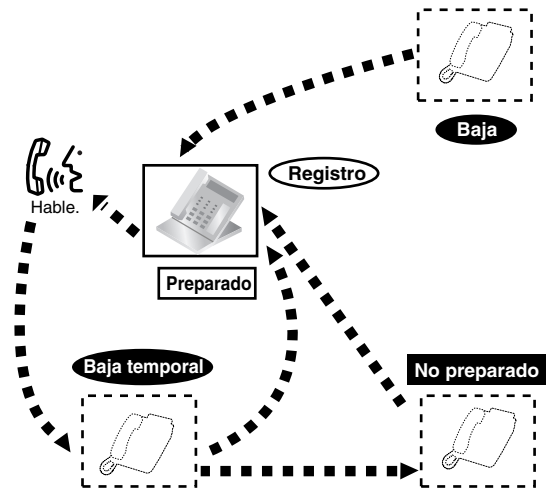 Baja
Registro
Hable.
Preparado
Baja temporal
No preparado